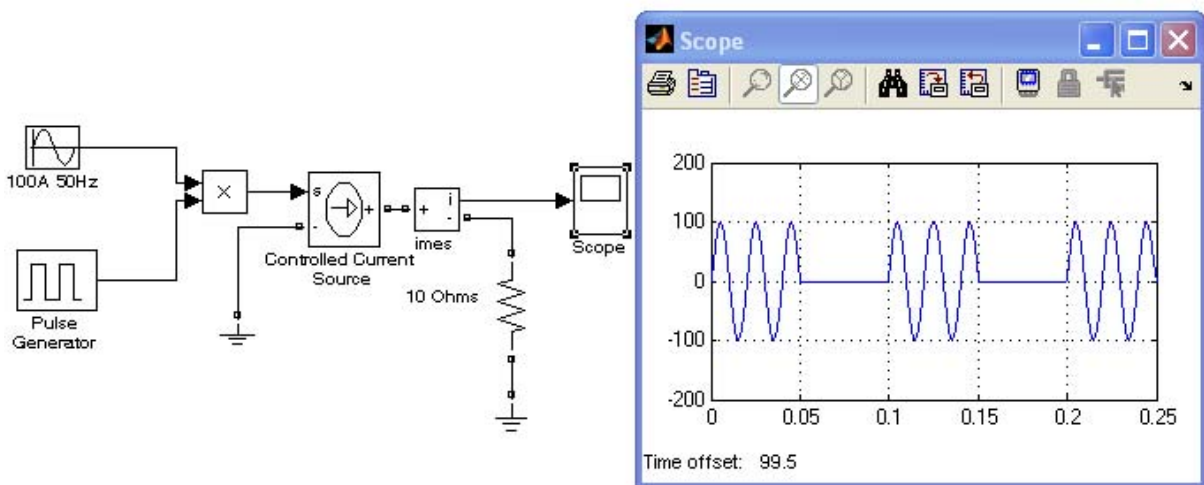 Scope
100A 50Hz
×
s
+
-
+
i
-
imes
Scope
Controlled Current
Source
10 Ohms
Pulse
Generator
200
100
0
-100
-200
0
0.05
0.1
0.15
0.2
0.25
Time offset: 99.5